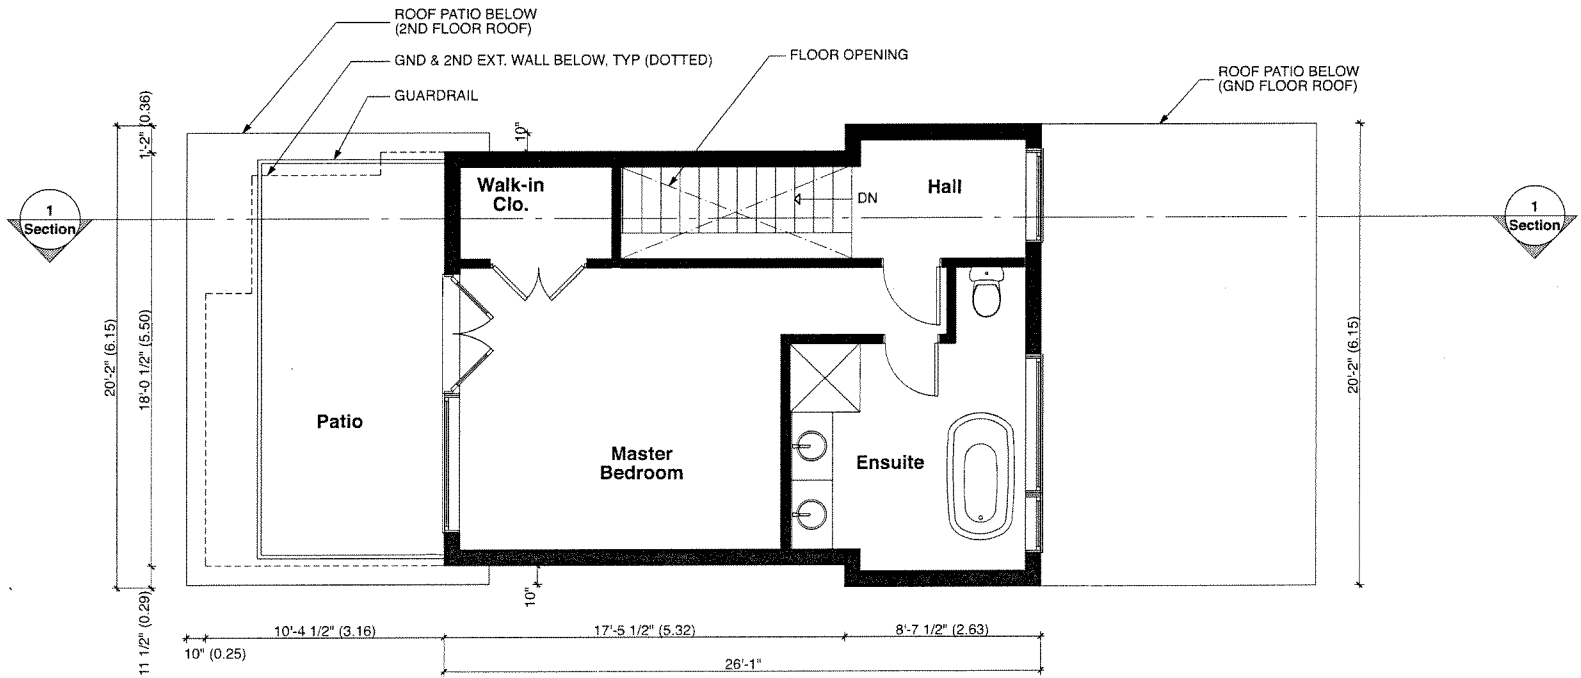 ROOF PATIO BELOW
(2ND FLOOR ROOF)
GND & 2ND EXT. WALL BELOW, TYP (DOTTED)
GUARDRAIL
FLOOR OPENING
ROOF PATIO BELOW
(GND FLOOR ROOF)
1'-2" (0.36)
10"
Walk-in
Clo.
DN
Hall
1
Section
1
Section
20'-2" (6.15)
18'-0 1/2" (5.50)
20'-2" (6.15)
Patio
Master
Bedroom
Ensuite
10"
11 1/2" (0.29)
10'-4 1/2" (3.16)
17'-5 1/2" (5.32)
8'-7 1/2" (2.63)
10" (0.25)
26'-1"